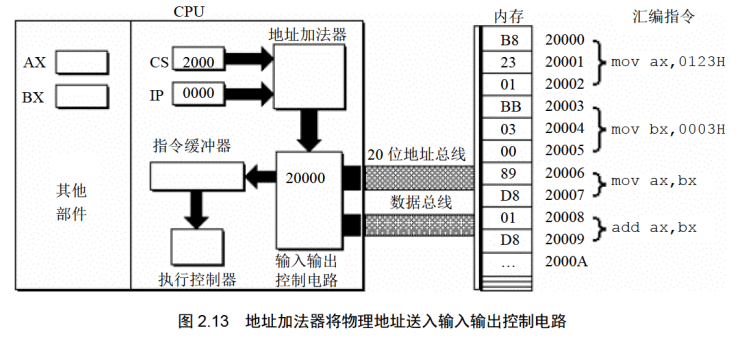 CPU
内存
汇编指令
地址加法器
AX
BX
CS 2000
IP 0000
指令缓冲器
20000
20 位地址总线
数据总线
其他
部件
执行控制器
输入输出
控制电路
B8 20000
23 20001 mov ax,0123H
01 20002
BB 20003
03 20004 mov bx,0003H
00 20005
89 20006
D8 20007 mov ax,bx
01 20008
D8 20009 add ax,bx
… 2000A
图 2.13 地址加法器将物理地址送入输入输出控制电路